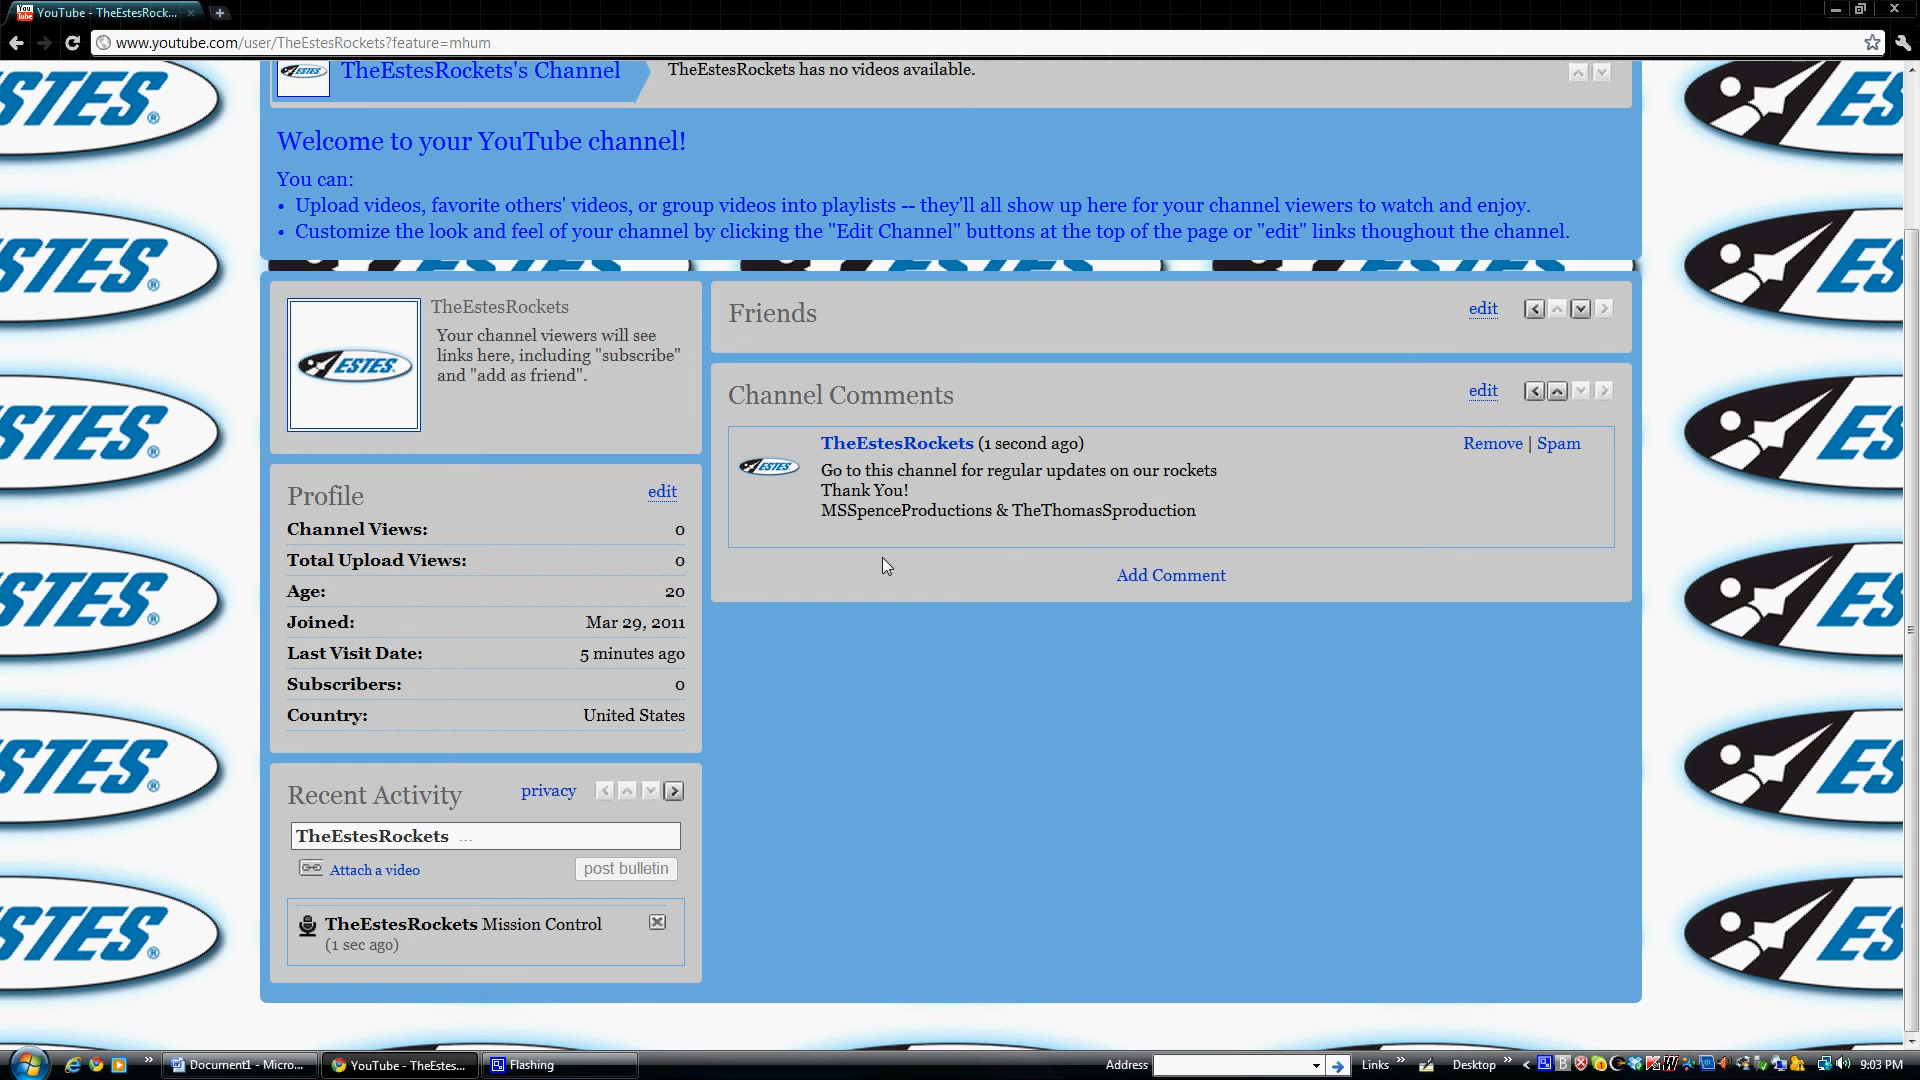 YouTube - TheEstesRock...
www.youtube.com/user/TheEstesRockets?feature=mhum
ESTES
TheEstesRockets's Channel
TheEstesRockets has no videos available.
Welcome to your YouTube channel!
You can:
• Upload videos, favorite others' videos, or group videos into playlists -- they'll all show up here for your channel viewers to watch and enjoy.
• Customize the look and feel of your channel by clicking the "Edit Channel" buttons at the top of the page or "edit" links thoughout the channel.
ESTES
TheEstesRockets
Your channel viewers will see
links here, including "subscribe"
and "add as friend".
Profile
edit
Channel Views: 0
Total Upload Views: 0
Age: 20
Joined: Mar 29, 2011
Last Visit Date: 5 minutes ago
Subscribers: 0
Country: United States
Recent Activity
privacy
TheEstesRockets ...
Attach a video
post bulletin
TheEstesRockets Mission Control
(1 sec ago)
Friends
edit
Channel Comments
edit
ESTES
TheEstesRockets (1 second ago)
Remove | Spam
Go to this channel for regular updates on our rockets
Thank You!
MSSpenceProductions & TheThomasSproduction
Add Comment
Document1 - Micro...
YouTube - TheEstes...
Flashing
Address
Links
Desktop
9:03 PM